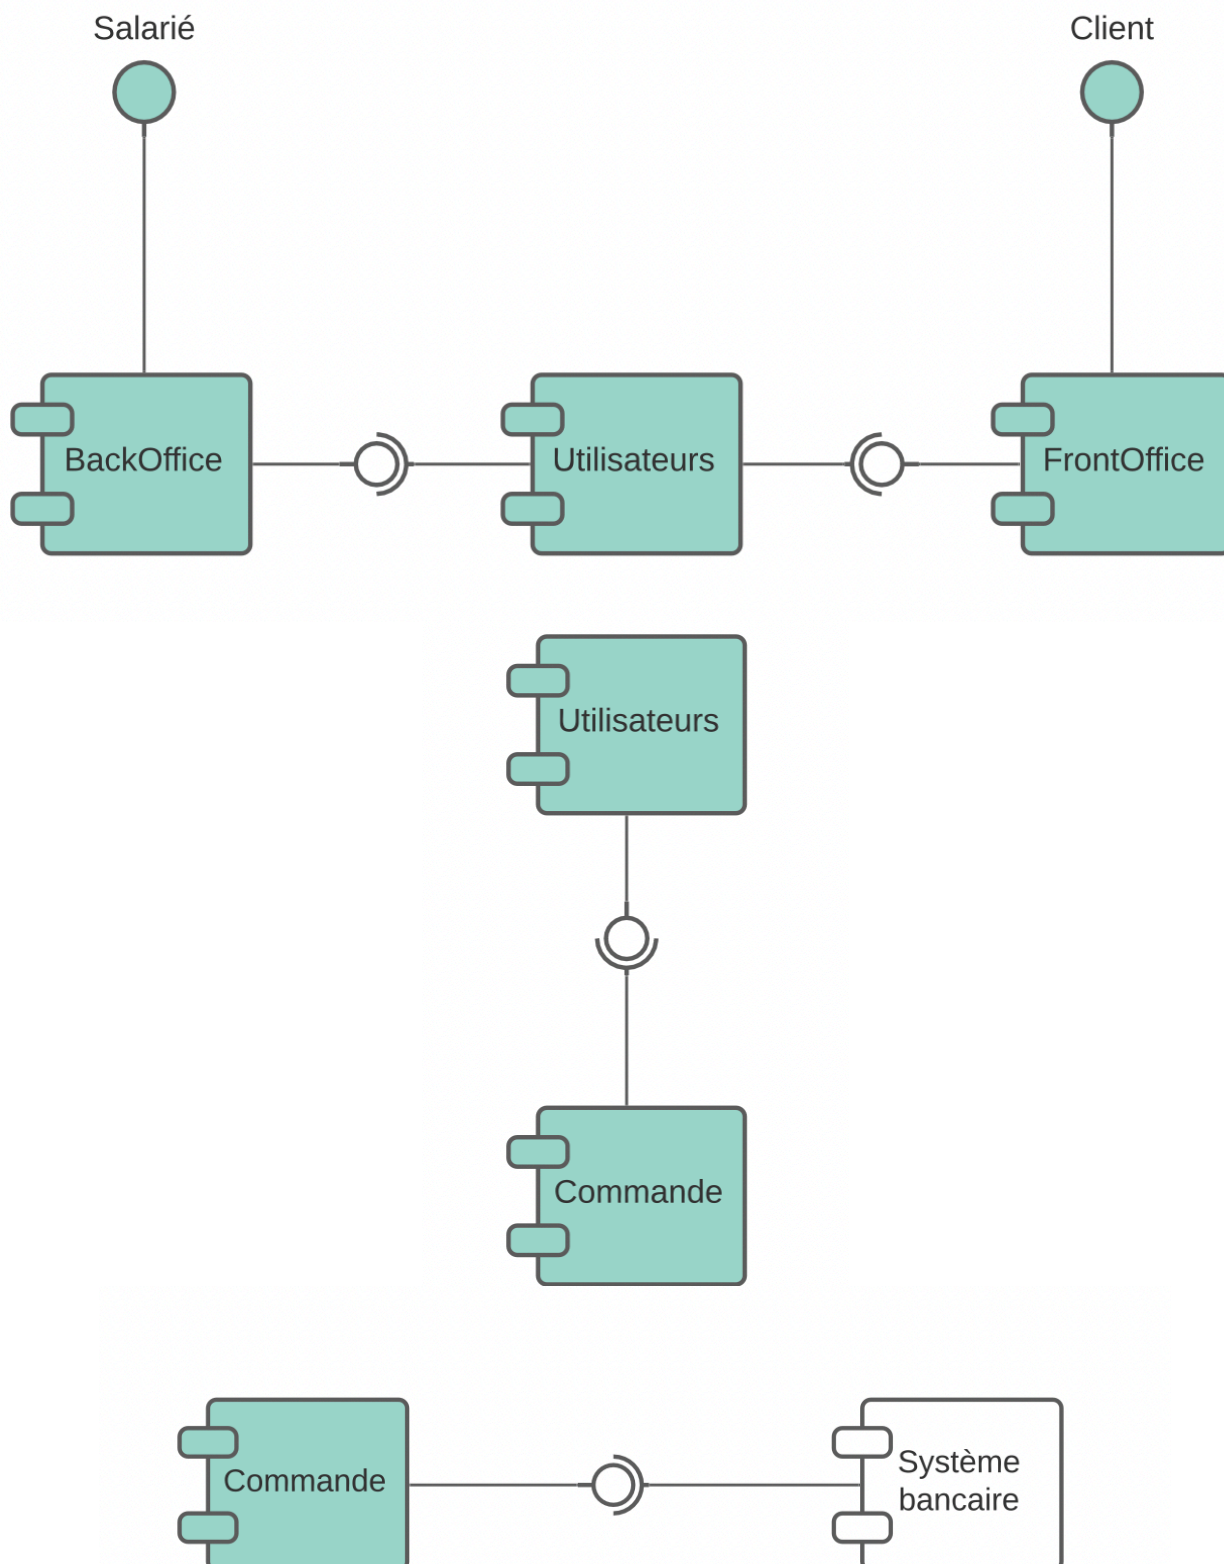 Salarié
Client
BackOffice
Utilisateurs
FrontOffice
Utilisateurs
Commande
Commande
Système
bancaire